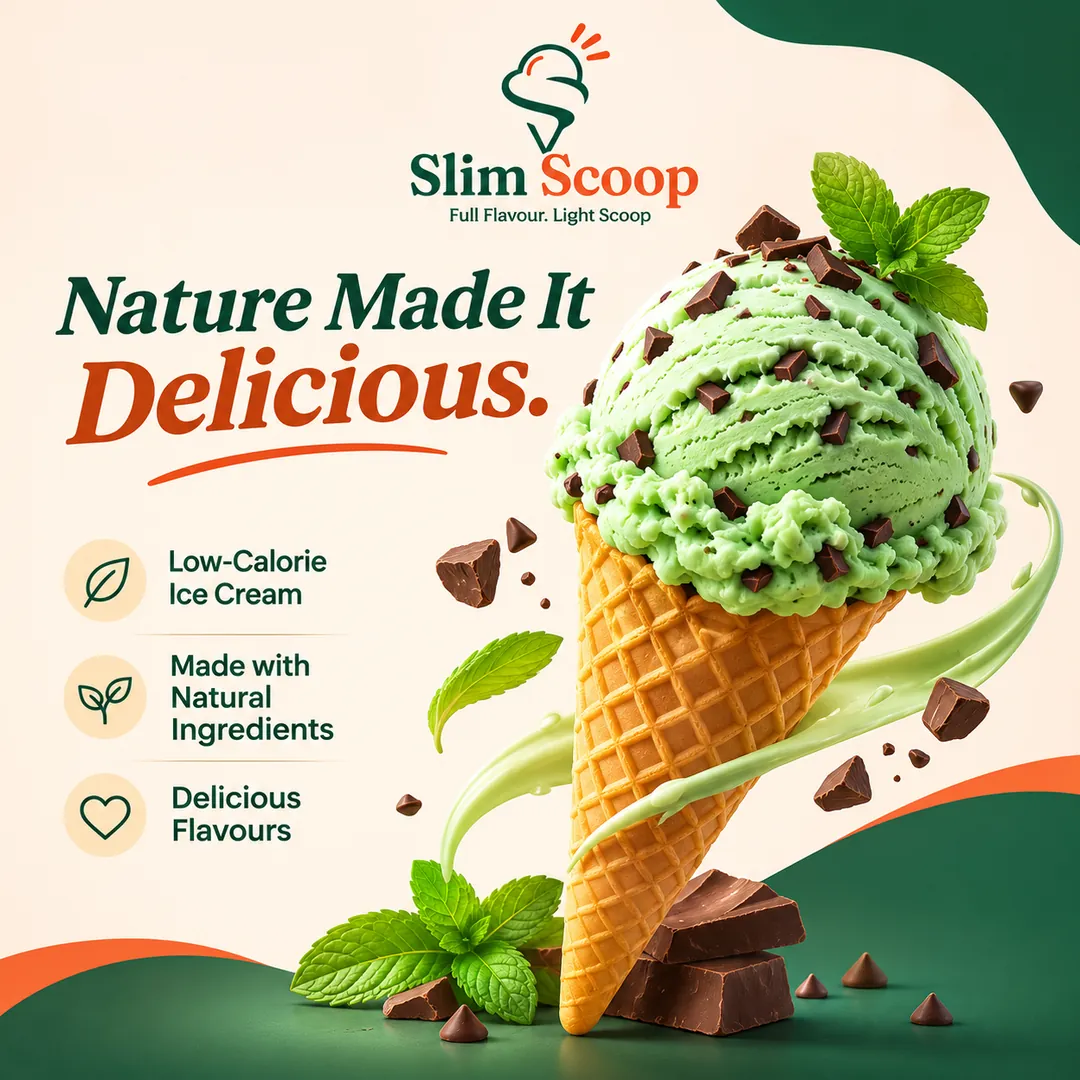 Slim Scoop
Full Flavour. Light Scoop
Nature Made It
Delicious.
Low-Calorie
Ice Cream
Made with
Natural
Ingredients
Delicious
Flavours